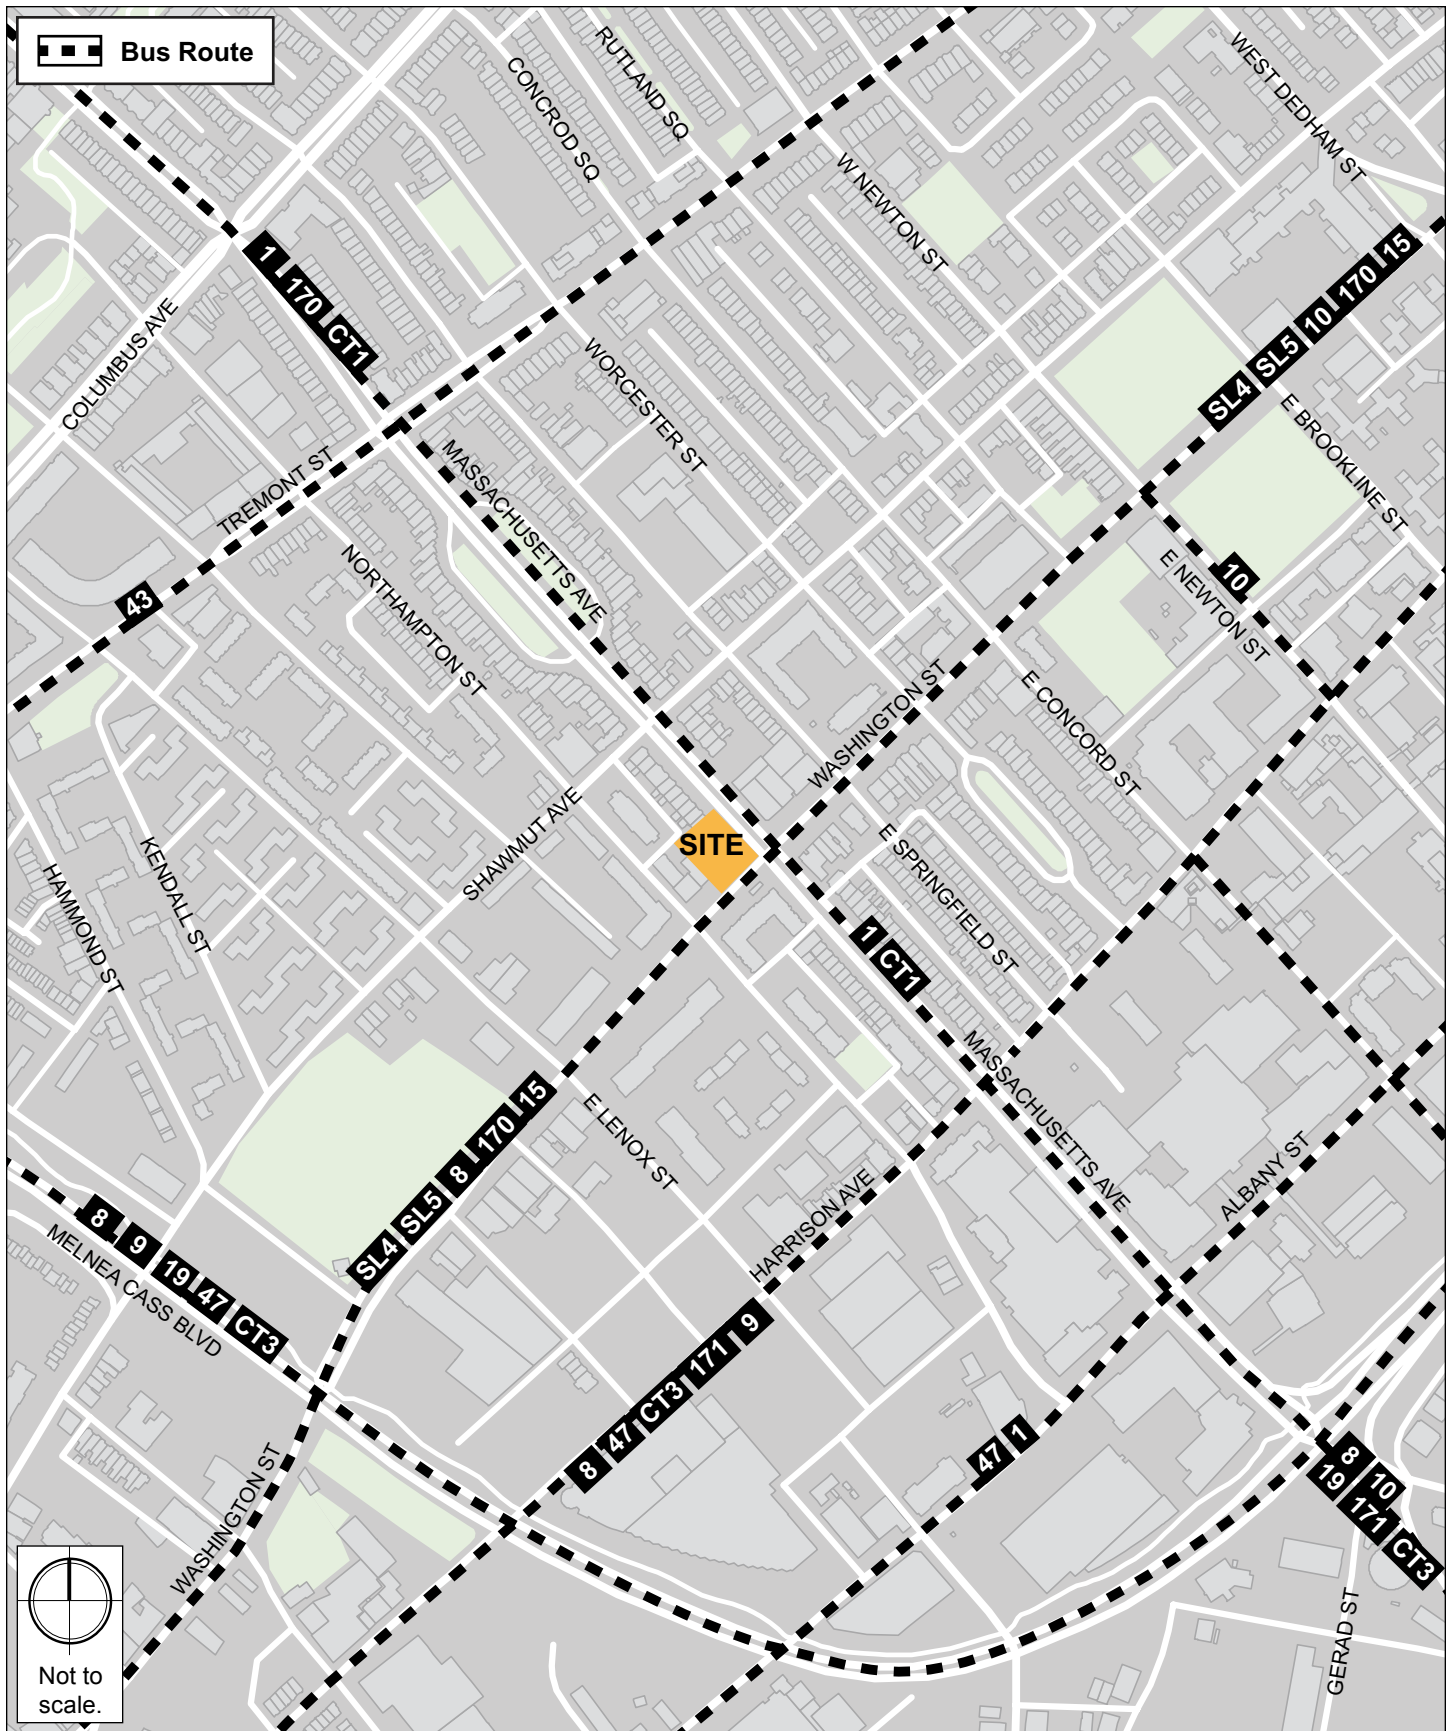 Bus Route
RUTLAND SQ
CONCROD SQ
WEST DEDHAM ST
W NEWTON ST
1 170 CT1
SL4 SL5 10 170 15
COLUMBUS AVE
WORCESTER ST
E BROOKLINE ST
TREMONT ST
MASSACHUSETTS AVE
43
NORTHAMPTON ST
10
E NEWTON ST
WASHINGTON ST
E CONCORD ST
SHAWMUT AVE
SITE
KENDALL ST
HAMMOND ST
E SPRINGFIELD ST
1 CT1
MASSACHUSETTS AVE
SL4 SL5 8 170 15
E LENOX ST
HARRISON AVE
ALBANY ST
8 9 19 47 CT3
MELNEA CASS BLVD
8 47 CT3 171 9
47 1
8 10
19 171 CT3
WASHINGTON ST
GERAD ST
Not to
scale.